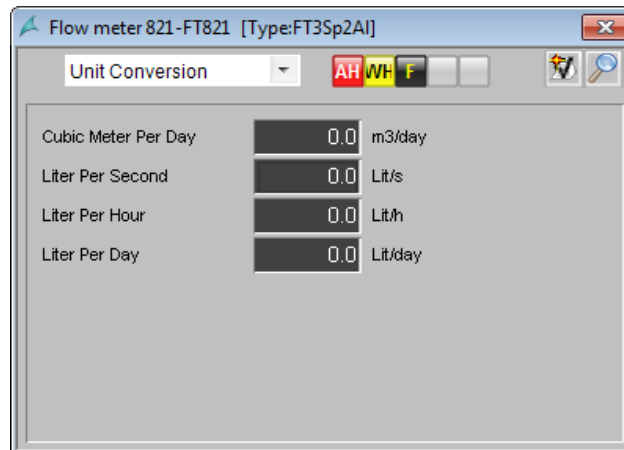 Flow meter 821-FT821 [Type:FT3Sp2AI]
Unit Conversion AH WH F
Cubic Meter Per Day 0.0 m3/day
Liter Per Second 0.0 Lit/s
Liter Per Hour 0.0 Lit/h
Liter Per Day 0.0 Lit/day